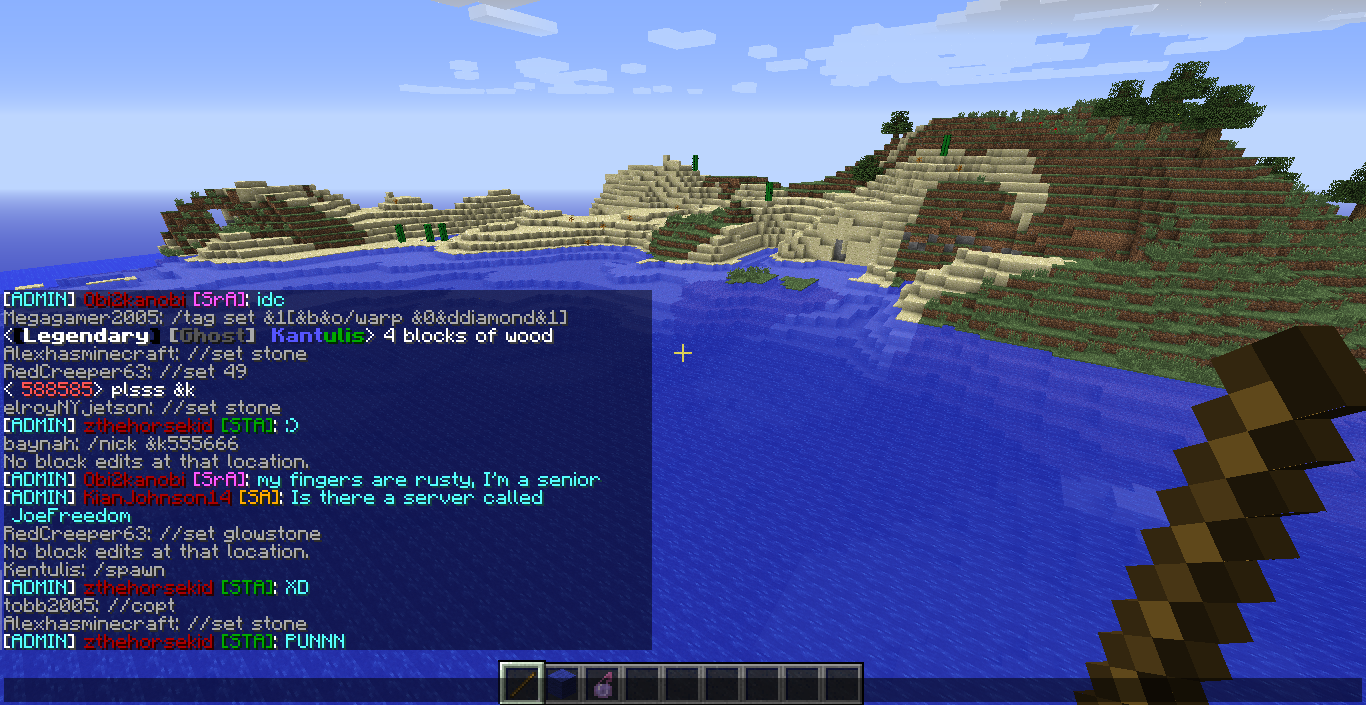 [ADMIN] Obi2kanobi [SrA]: idc
Megagamer2005: /tag set &1[&b&o/warp &0&ddiamond&1]
<[Legendary] [Ghost] Kantulis> 4 blocks of wood
Alexhasminecraft: //set stone
RedCreeper63: //set 49
< 588585> plsss &k
elroyNYjetson: //set stone
[ADMIN] zthehorsekid [STA]: :)
baynah: /nick &k555666
No block edits at that location.
[ADMIN] Obi2kanobi [SrA]: my fingers are rusty, I'm a senior
[ADMIN] KianJohnson14 [SA]: Is there a server called
JoeFreedom
RedCreeper63: //set glowstone
No block edits at that location.
Kentulis: /spawn
[ADMIN] zthehorsekid [STA]: XD
tobb2005: //copt
Alexhasminecraft: //set stone
[ADMIN] zthehorsekid [STA]: PUNNN